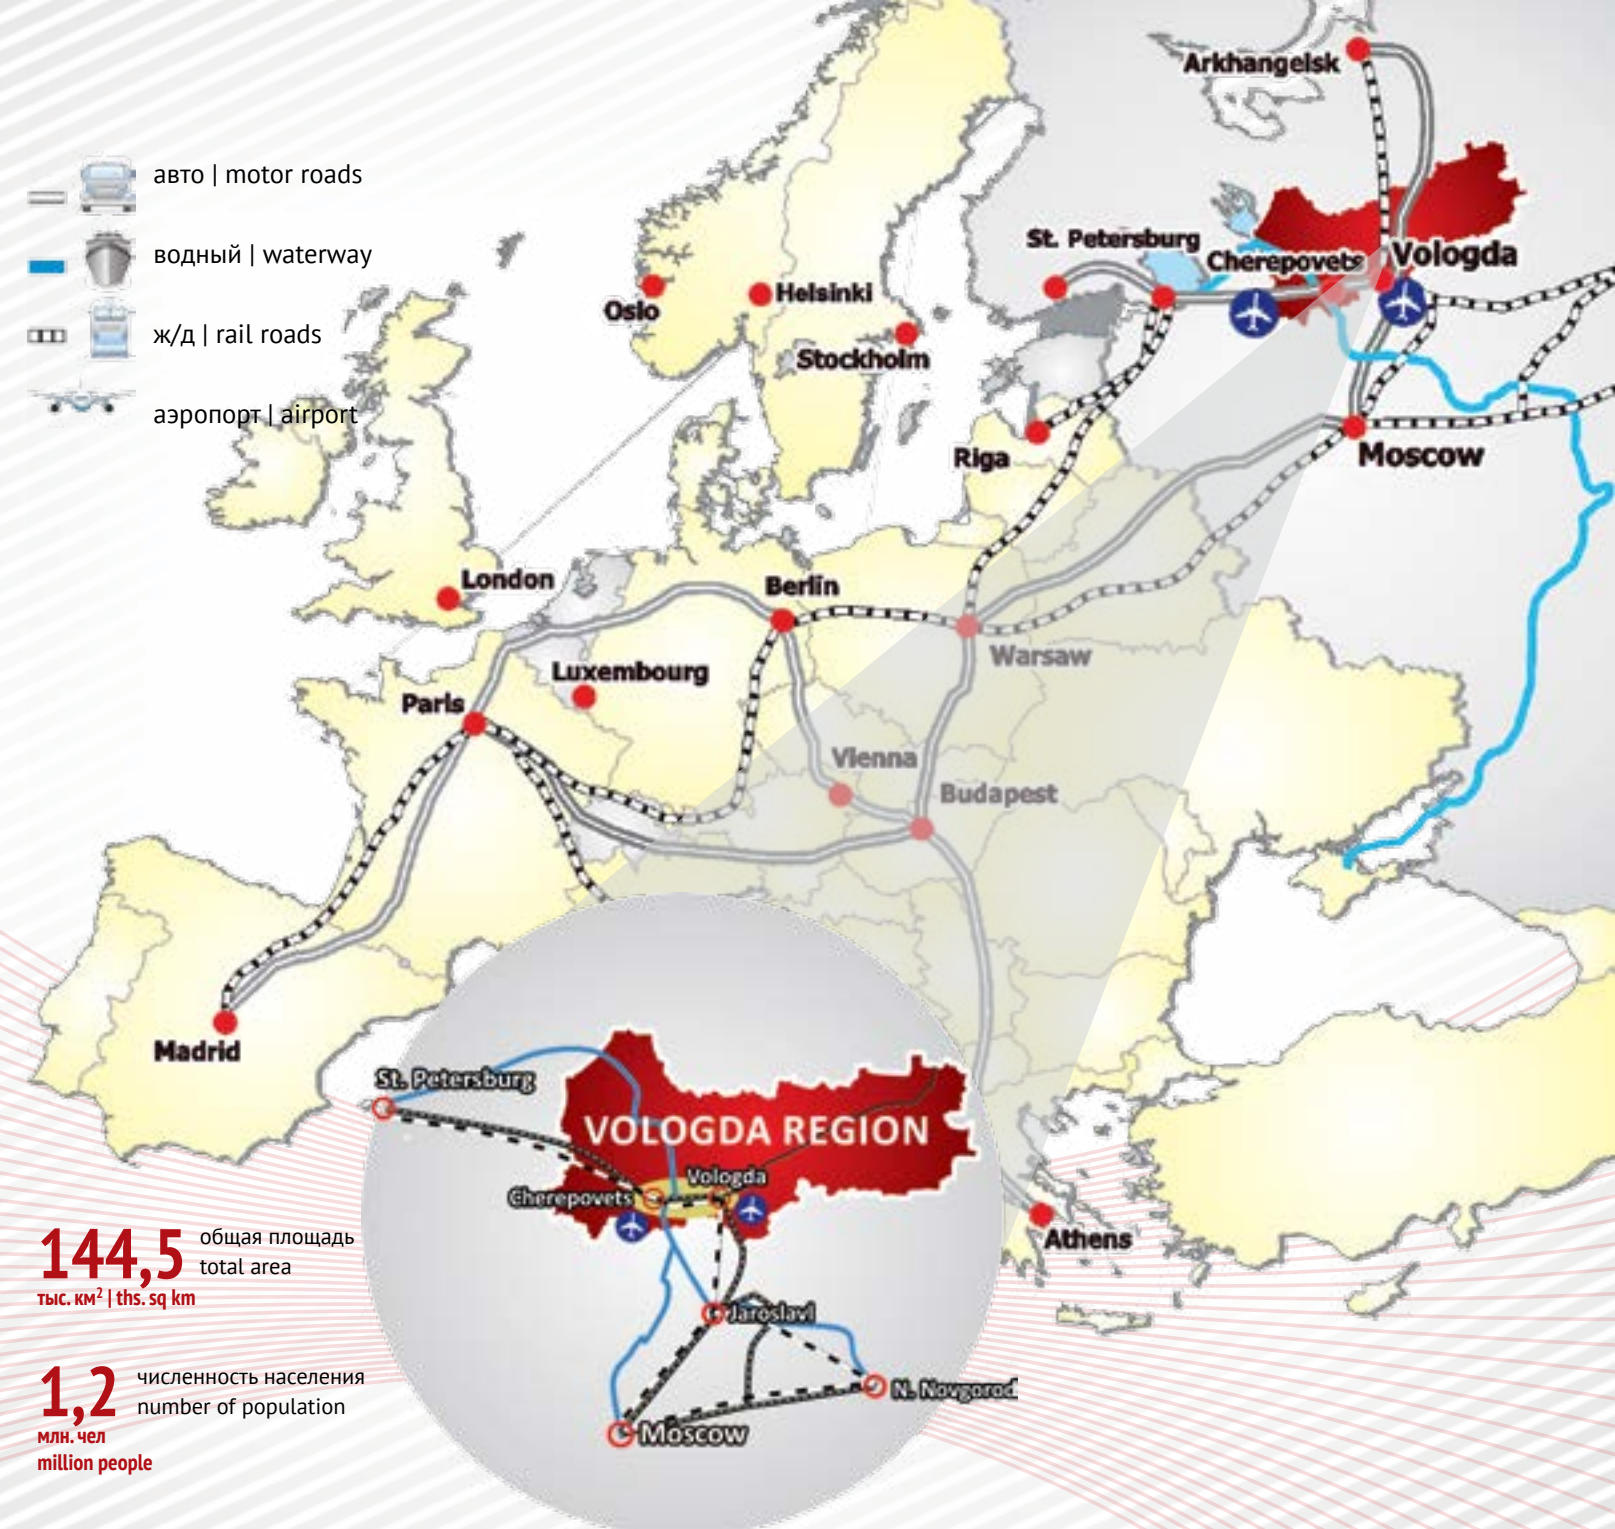 авто | motor roads
водный | waterway
ж/д | rail roads
аэропорт | airport
Arkhangelsk
St. Petersburg
Cherepovets
Vologda
Oslo
Helsinki
Stockholm
Riga
Moscow
London
Berlin
Warsaw
Luxembourg
Paris
Vienna
Budapest
Madrid
St. Petersburg
VOLOGDA REGION
Vologda
Cherepovets
Athens
144,5
общая площадь
total area
тыс. км² | ths. sq km
Jaroslavl
N. Novgorod
Moscow
1,2
численность населения
number of population
млн. чел
million people